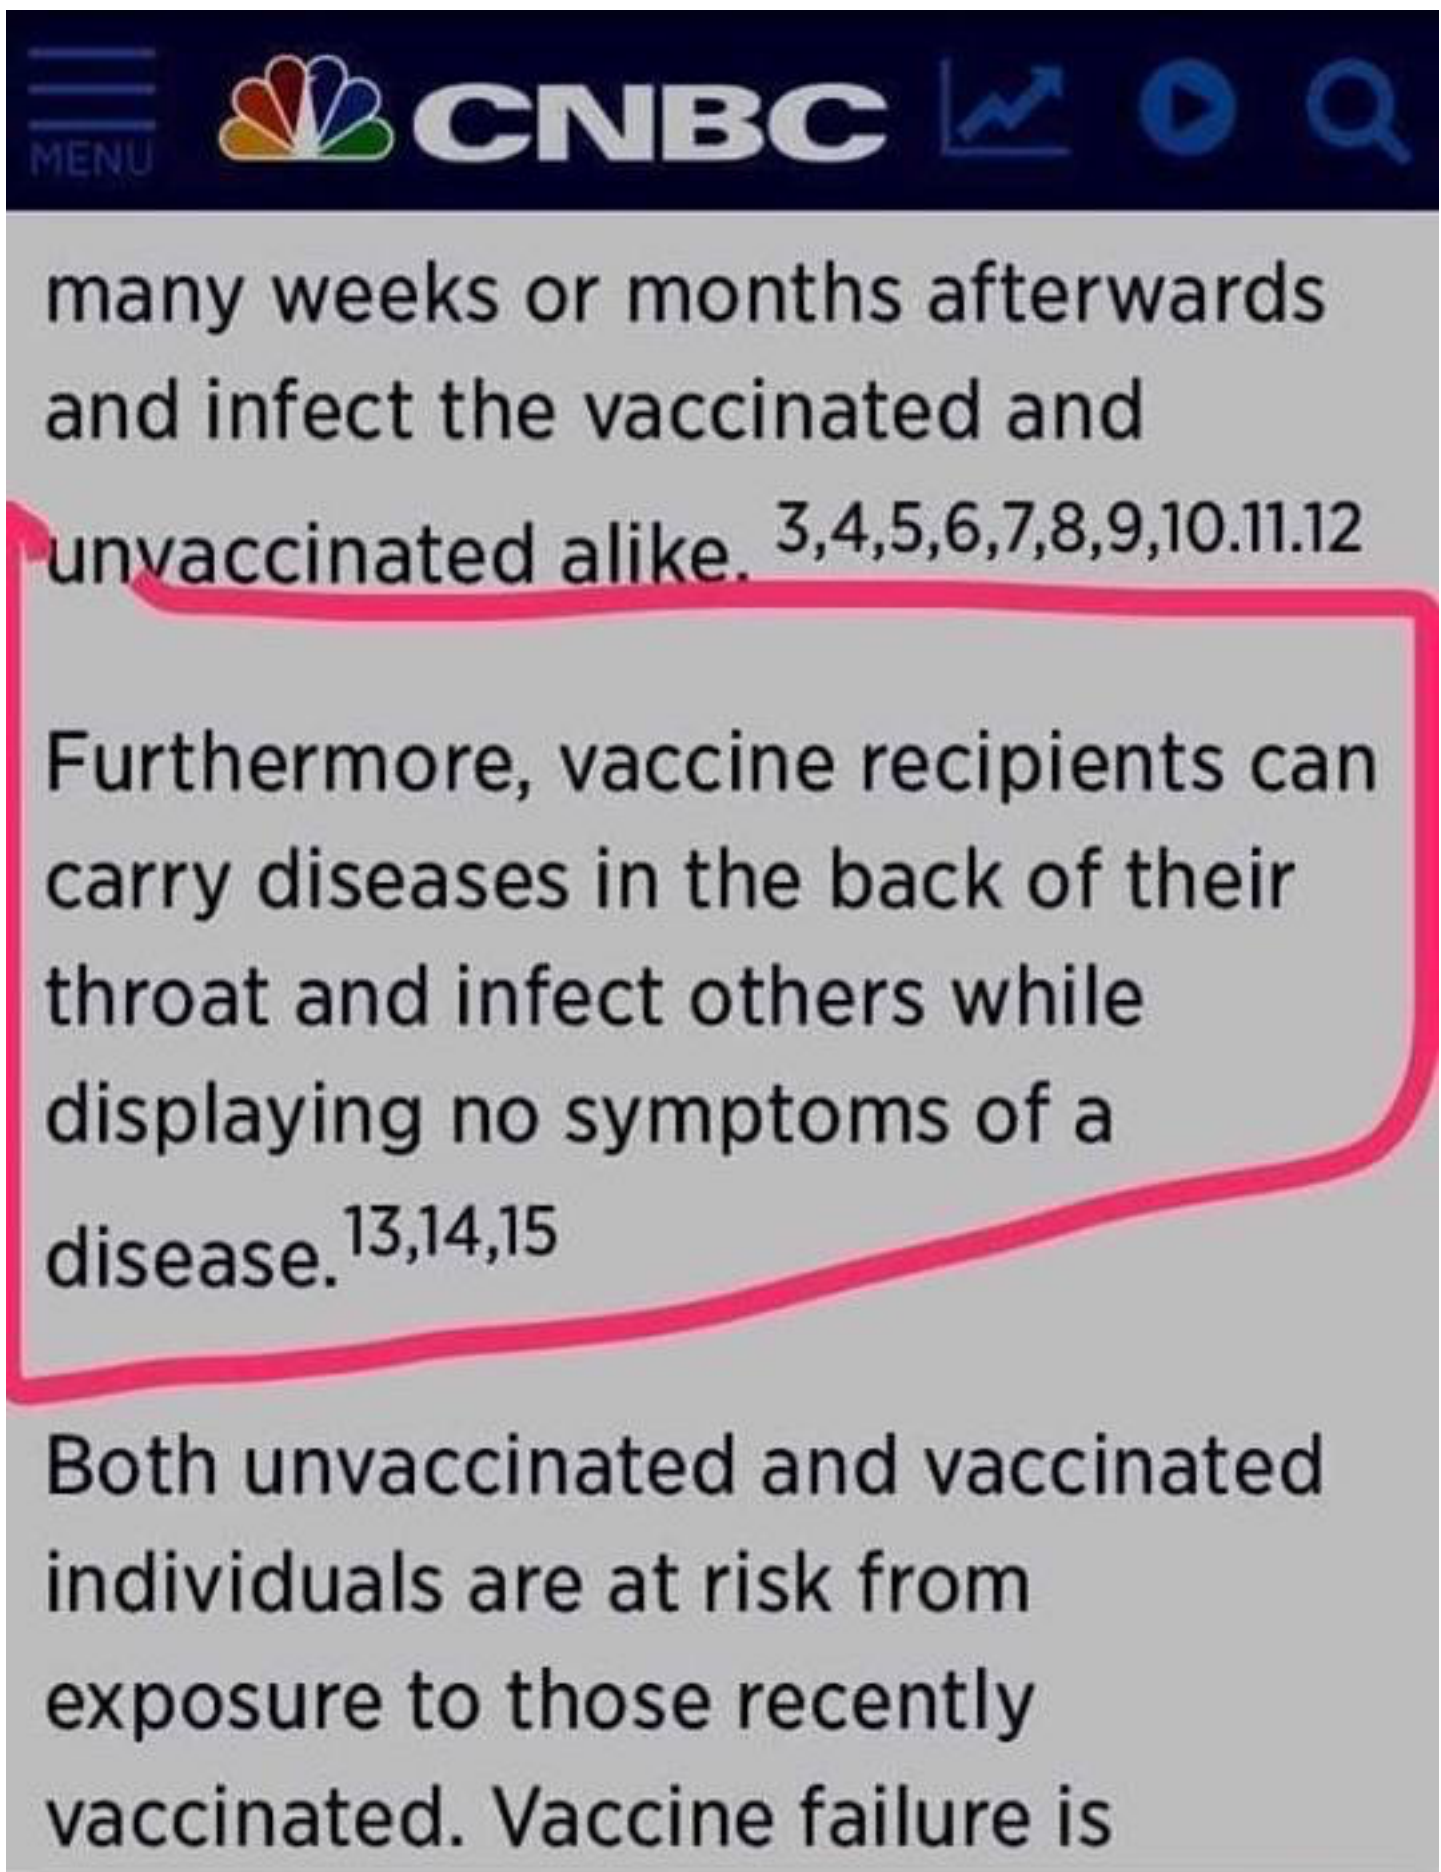 MENU
CNBC
many weeks or months afterwards
and infect the vaccinated and
unvaccinated alike. 3,4,5,6,7,8,9,10.11.12
Furthermore, vaccine recipients can
carry diseases in the back of their
throat and infect others while
displaying no symptoms of a
disease.13,14,15
Both unvaccinated and vaccinated
individuals are at risk from
exposure to those recently
vaccinated. Vaccine failure is